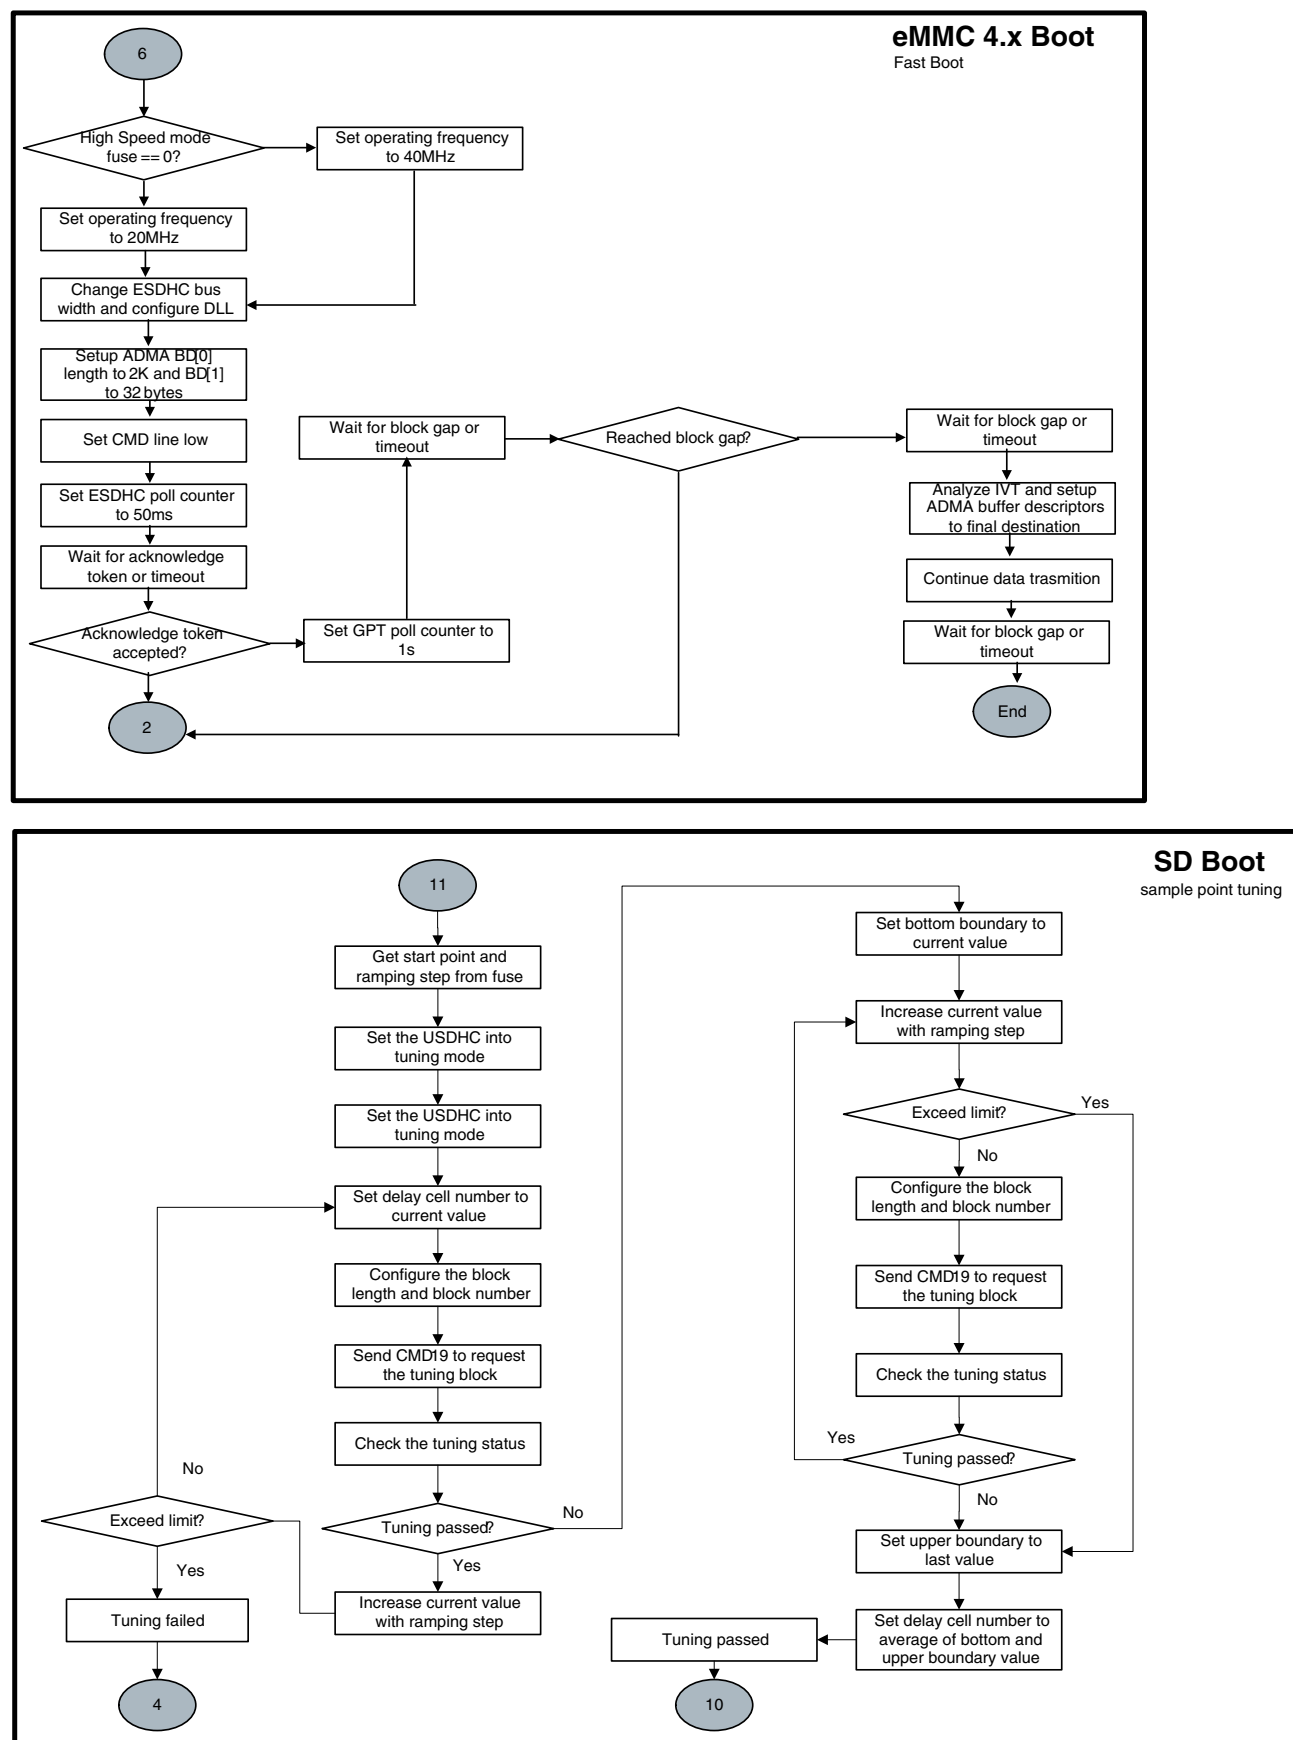 eMMC 4.x Boot
Fast Boot
6
High Speed mode
fuse == 0?
Set operating frequency
to 40MHz
Set operating frequency
to 20MHz
Change ESDHC bus
width and configure DLL
Setup ADMA BD[0]
length to 2K and BD[1]
to 32 bytes
Set CMD line low
Set ESDHC poll counter
to 50ms
Wait for acknowledge
token or timeout
Acknowledge token
accepted?
2
Set GPT poll counter to
1s
Wait for block gap or
timeout
Reached block gap?
Wait for block gap or
timeout
Analyze IVT and setup
ADMA buffer descriptors
to final destination
Continue data trasmition
Wait for block gap or
timeout
End
SD Boot
sample point tuning
11
Get start point and
ramping step from fuse
Set the USDHC into
tuning mode
Set the USDHC into
tuning mode
Set delay cell number to
current value
Configure the block
length and block number
Send CMD19 to request
the tuning block
Check the tuning status
Tuning passed?
No
Yes
Increase current value
with ramping step
Exceed limit?
No
Yes
Tuning failed
4
Set bottom boundary to
current value
Increase current value
with ramping step
Exceed limit?
Yes
No
Configure the block
length and block number
Send CMD19 to request
the tuning block
Check the tuning status
Tuning passed?
Yes
No
Set upper boundary to
last value
Set delay cell number to
average of bottom and
upper boundary value
Tuning passed
10